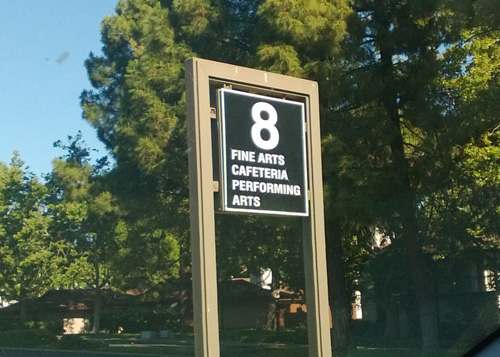 8
FINE ARTS
CAFETERIA
PERFORMING
ARTS